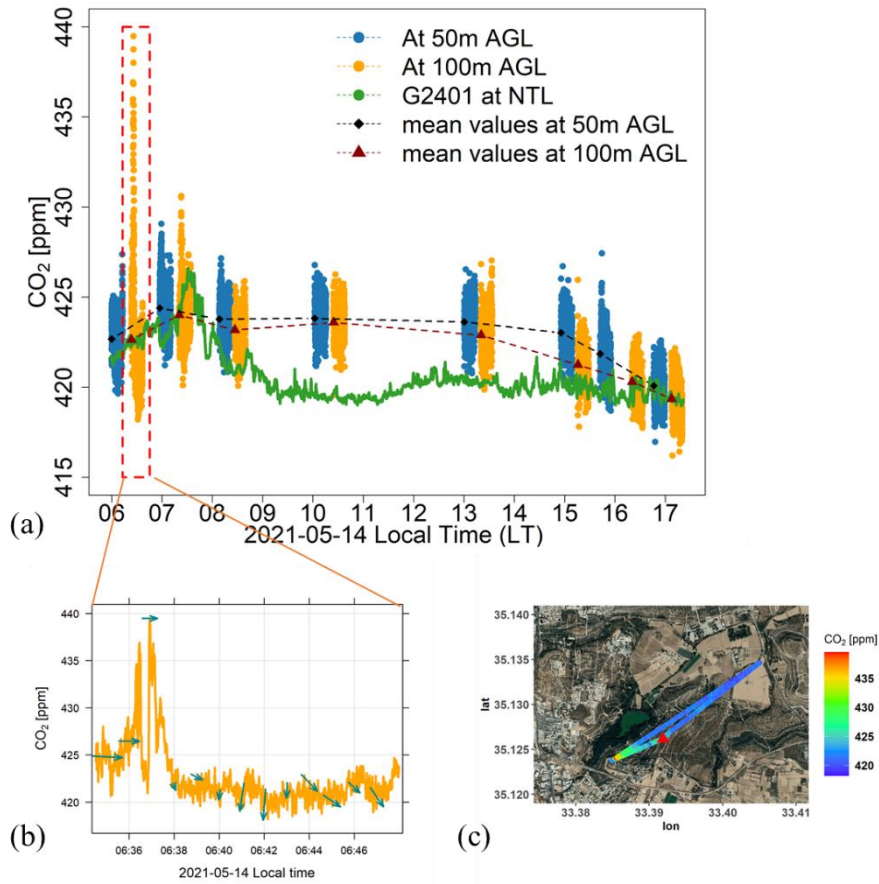 440
435
430
425
420
415
CO₂ [ppm]
At 50m AGL
At 100m AGL
G2401 at NTL
mean values at 50m AGL
mean values at 100m AGL
06 07 08 09 10 11 12 13 14 15 16 17
2021-05-14 Local Time (LT)
(a)
440
435
430
425
420
CO₂ [ppm]
06:36 06:38 06:40 06:42 06:44 06:46
2021-05-14 Local time
(b)
35.140
35.135
35.130
35.125
35.120
lat
33.38 33.39 33.40 33.41
lon
CO₂ [ppm]
435
430
425
420
(c)